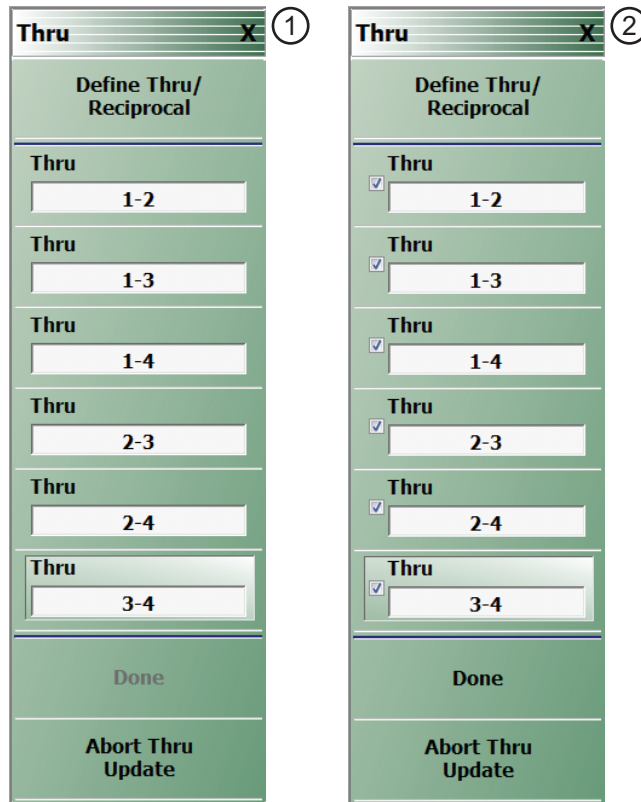 Thru X 1
Define Thru/
Reciprocal
Thru
1-2
Thru
1-3
Thru
1-4
Thru
2-3
Thru
2-4
Thru
3-4
Done
Abort Thru
Update
Thru X 2
Define Thru/
Reciprocal
Thru
1-2
Thru
1-3
Thru
1-4
Thru
2-3
Thru
2-4
Thru
3-4
Done
Abort Thru
Update